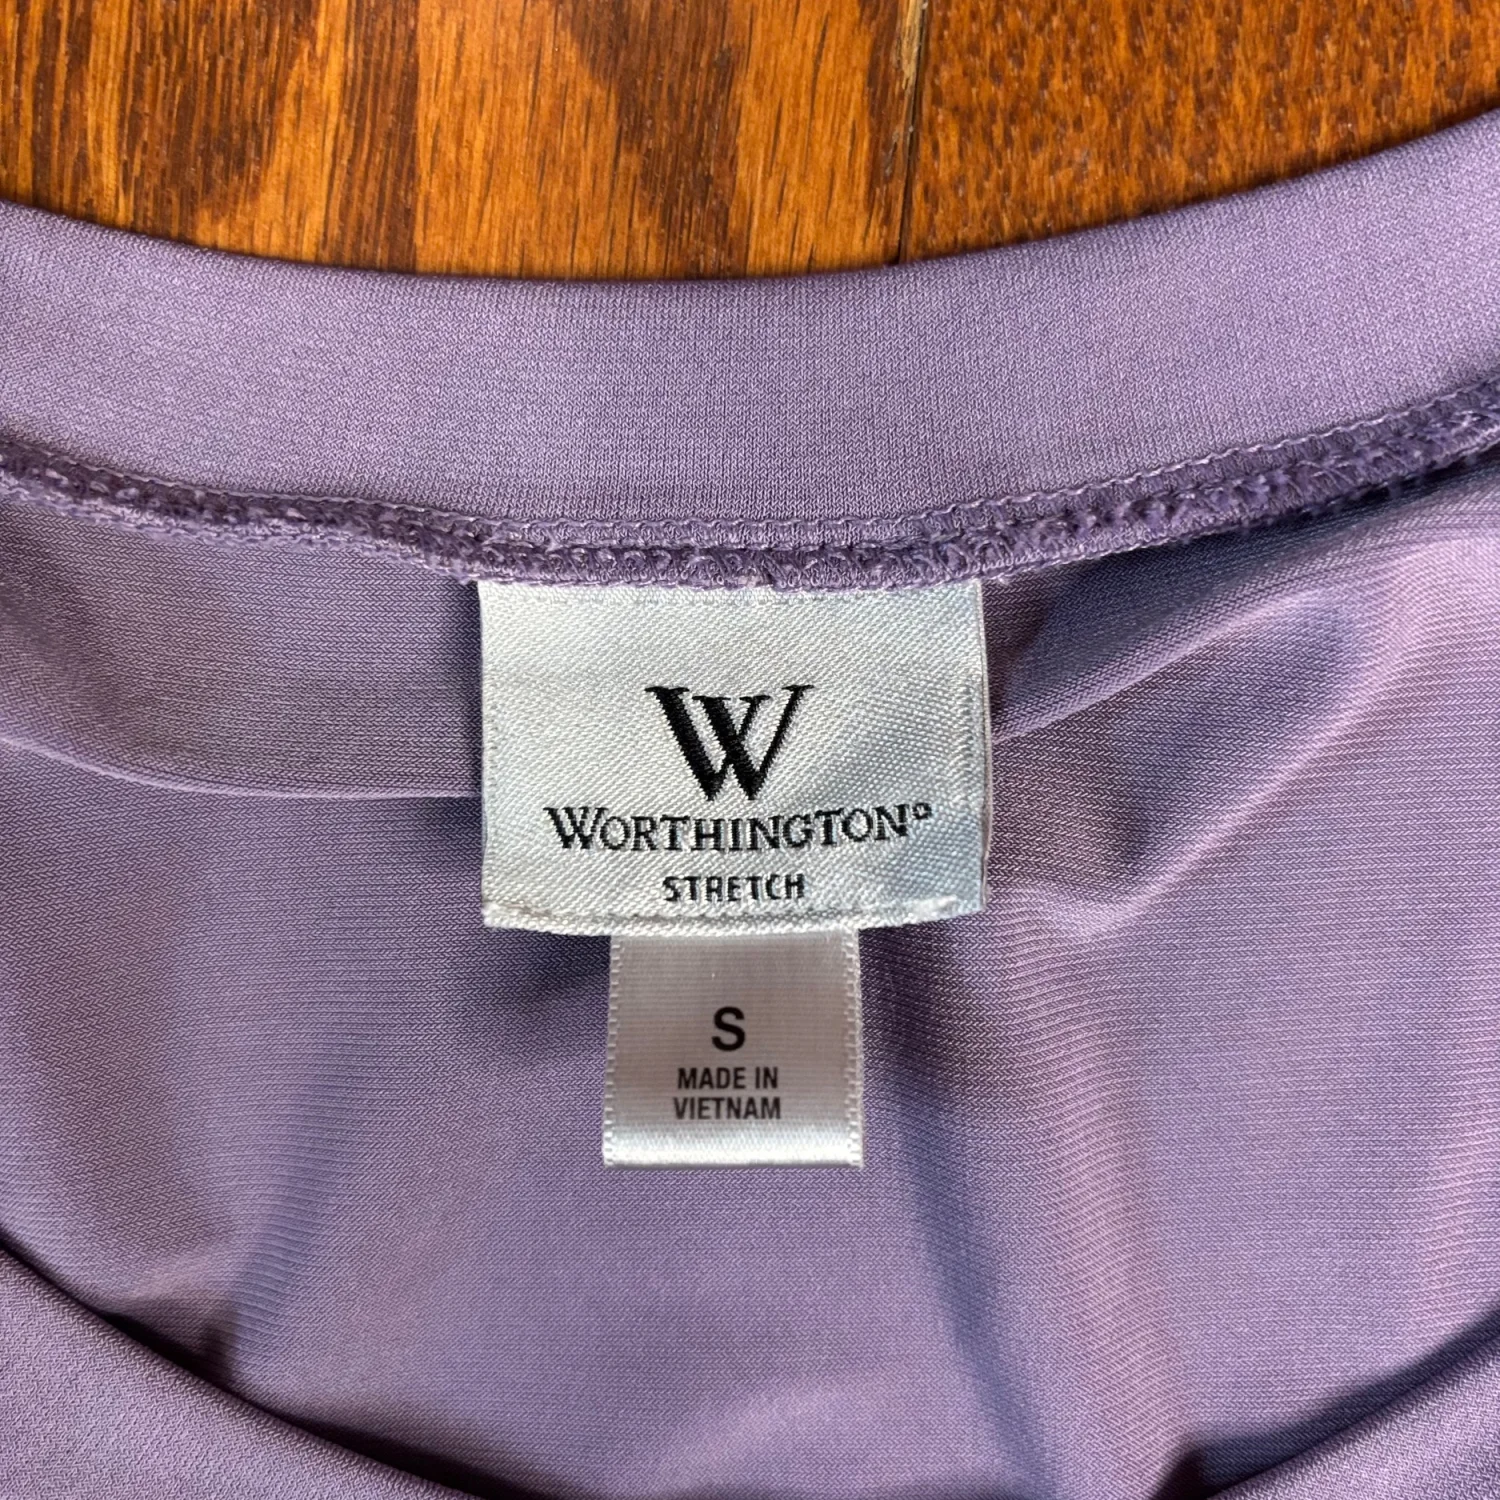 W
WORTHINGTON®
STRETCH
S
MADE IN
VIETNAM